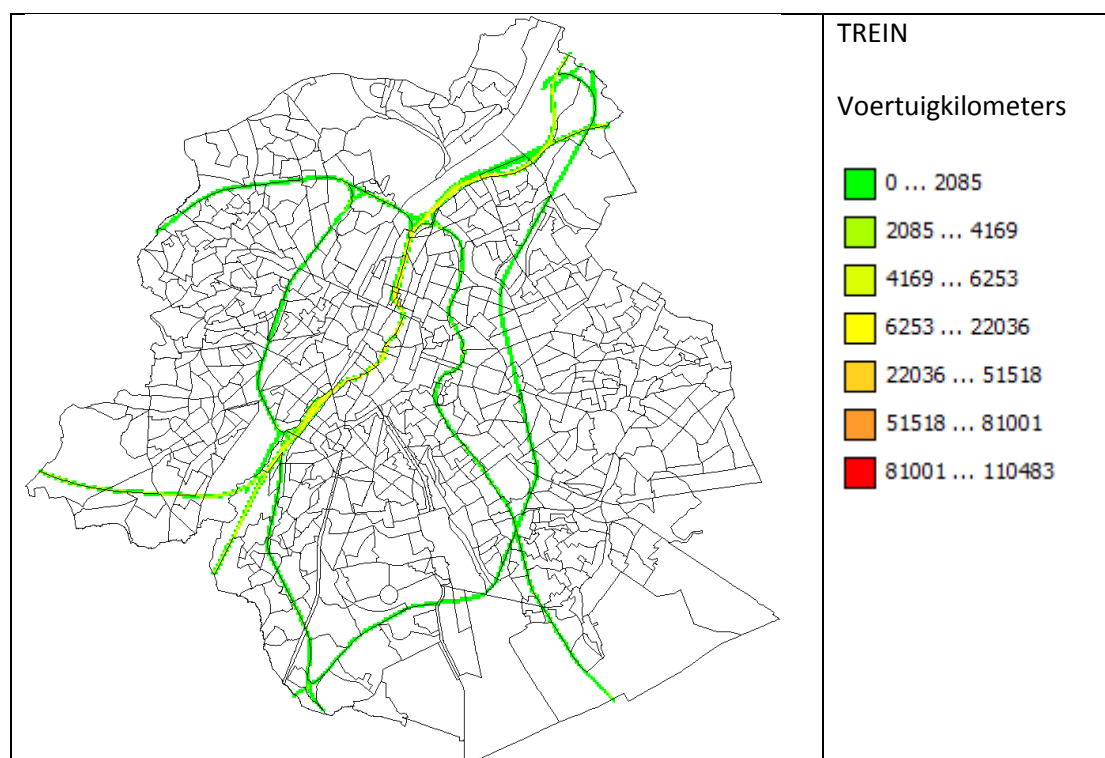 TREIN
Voertuigkilometers
0 ... 2085
2085 ... 4169
4169 ... 6253
6253 ... 22036
22036 ... 51518
51518 ... 81001
81001 ... 110483